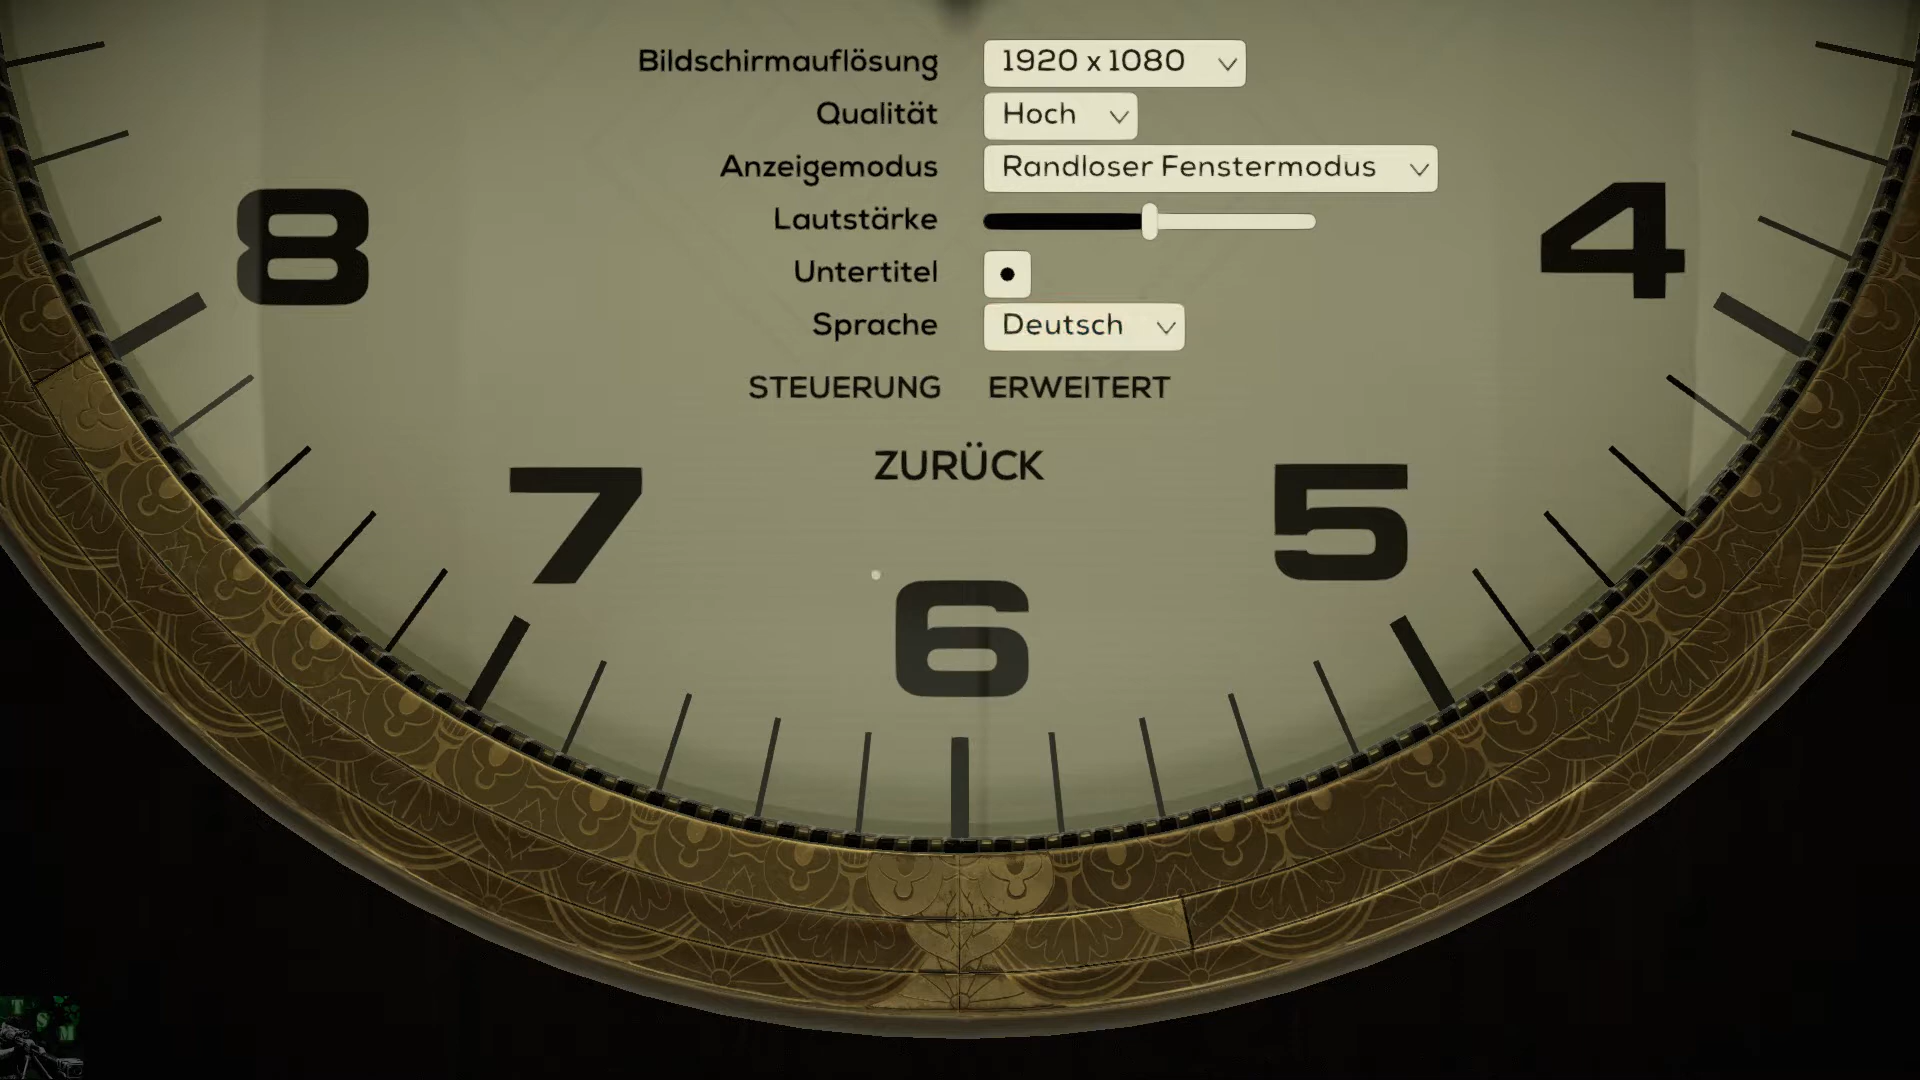 Bildschirmauflösung 1920 x 1080
Qualität Hoch
Anzeigemodus Randloser Fenstermodus
Lautstärke
Untertitel
Sprache Deutsch
STEUERUNG ERWEITERT
ZURÜCK
8 4
7 5
6
T S M